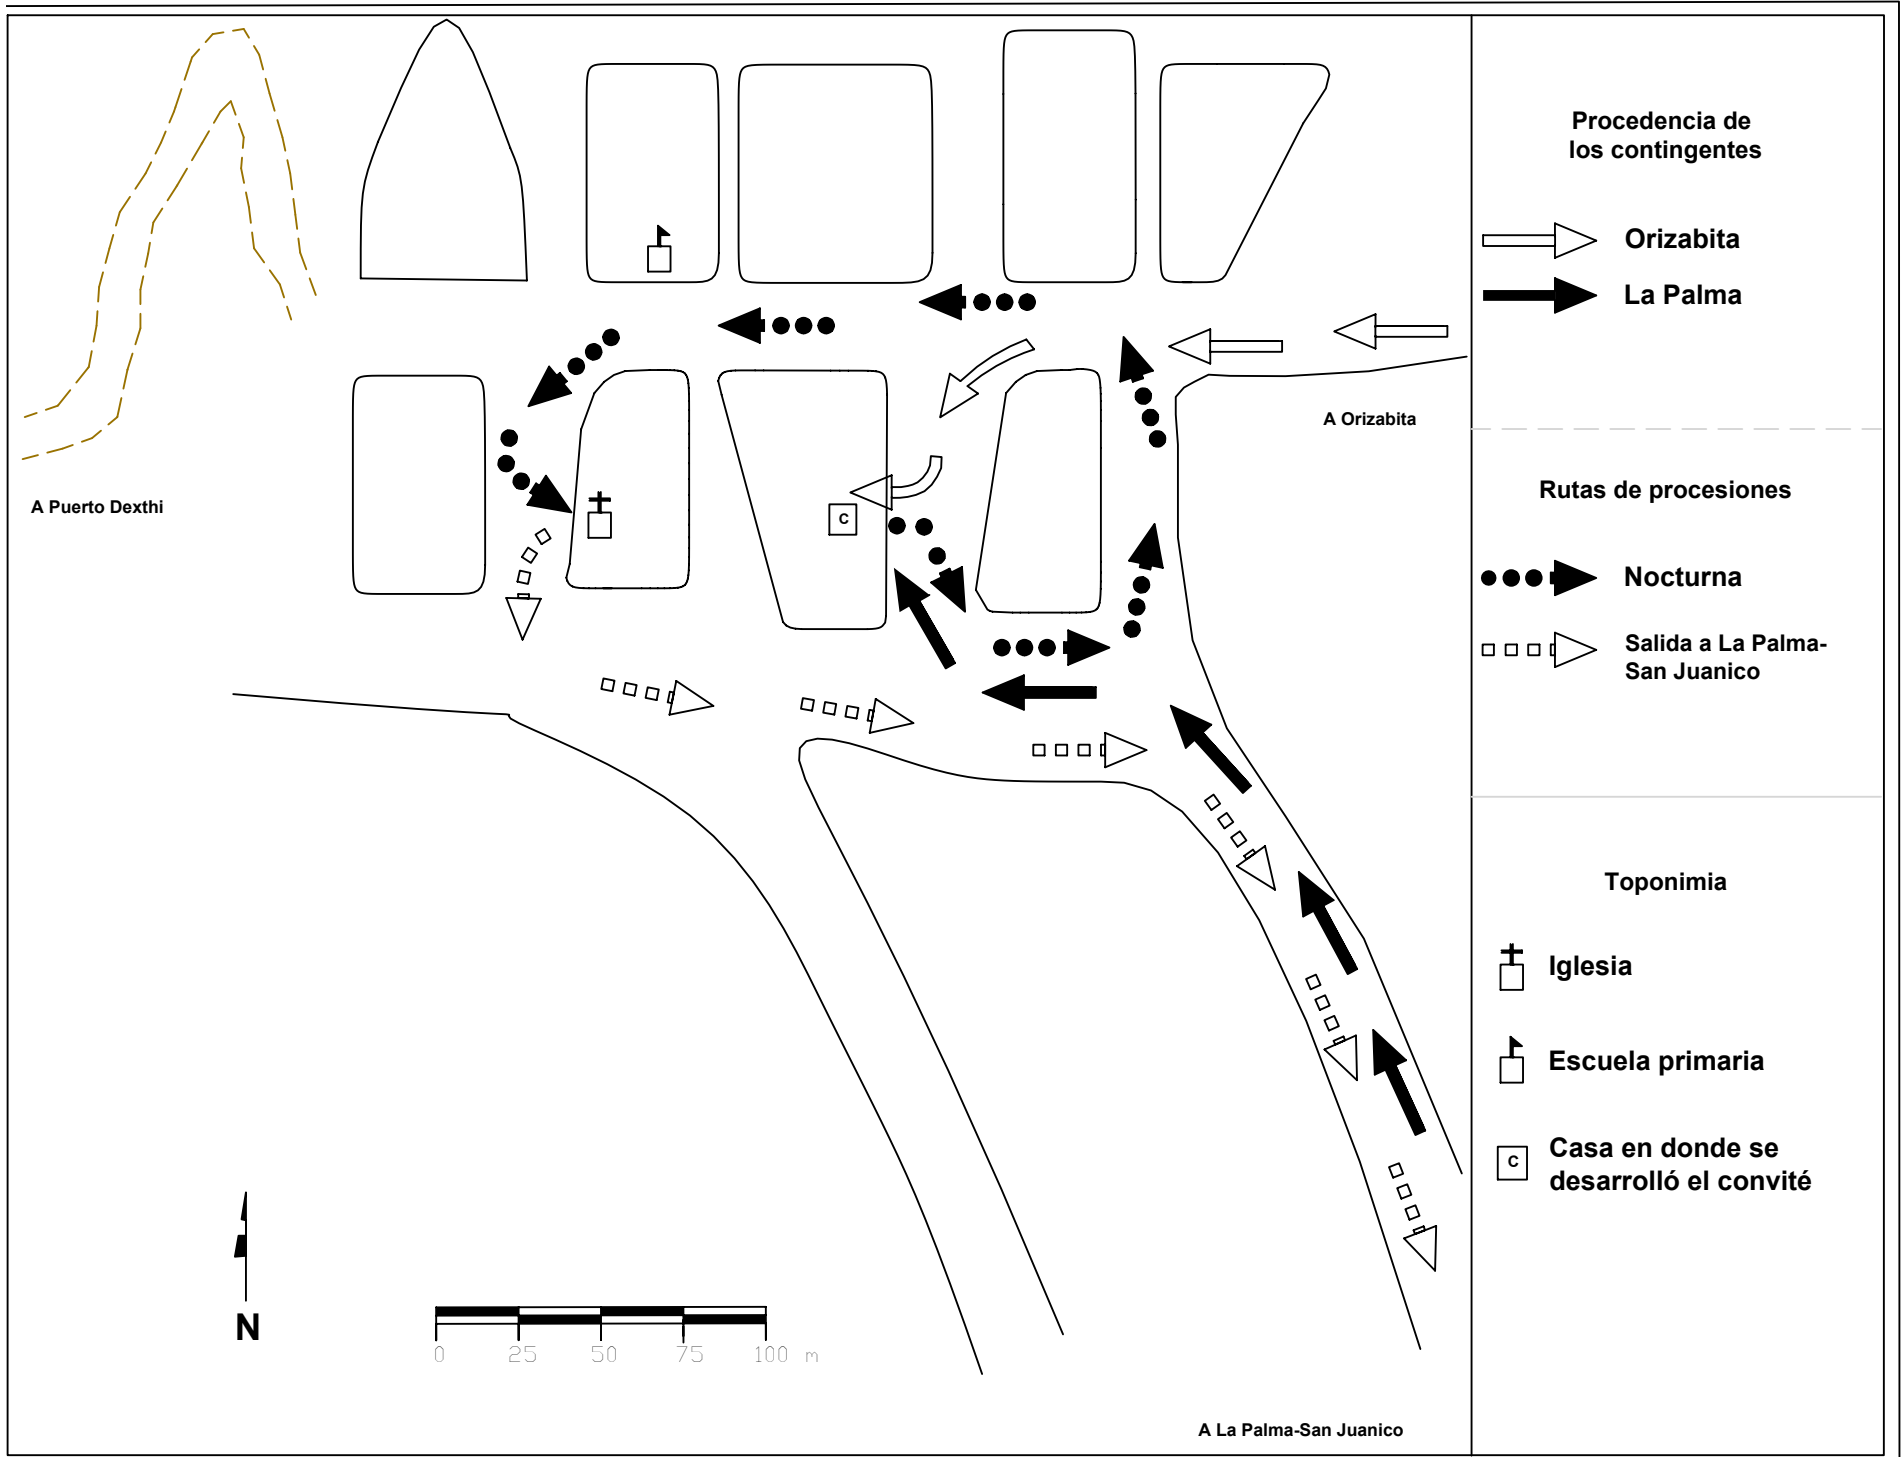 A Puerto Dexthi
A Orizabita
C
N
0 25 50 75 100 m
A La Palma-San Juanico
Procedencia de
los contingentes
Orizabita
La Palma
Rutas de procesiones
Nocturna
Salida a La Palma-
San Juanico
Toponimia
Iglesia
Escuela primaria
C
Casa en donde se
desarrolló el convité